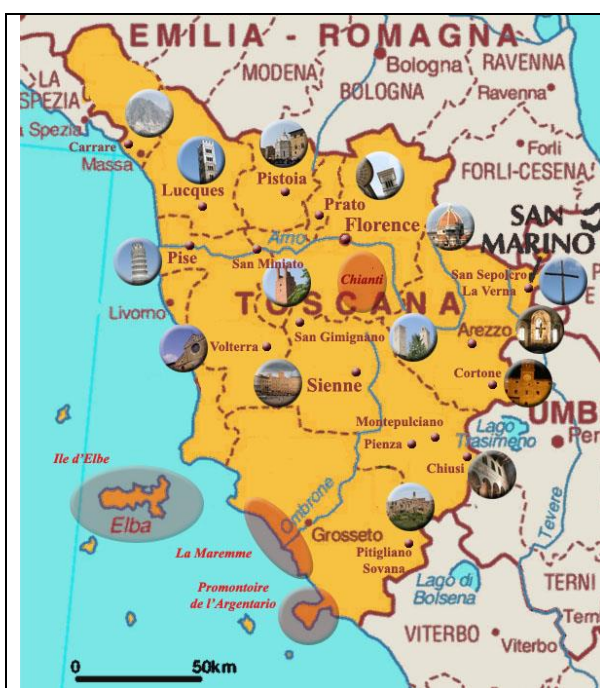 EMILIA - ROMAGNA
MODENA
Bologna
RAVENNA
LA
SPEZIA
BOLOGNA
Ravenna
a Spezia
Carrare
Massa
Forli
FORLI-CESENA
Lucques
Pistoia
Prato
Florence
SAN
MARINO
Arno
Pise
San Miniato
Chianti
San Sepolcro
La Verna
P
E
TOSCANA
Livorno
Volterra
San Gimignano
Arezzo
Sienne
Cortone
Montepulciano
Pienza
Lago
Trasimeno
UMB
Per
Chiusi
Ile d'Elbe
Elba
Ombrone
Grosseto
Tevere
La Maremme
Pitigliano
Sovana
Promontoire
de l'Argentario
Lago di
Bolsena
TERNI
Terni
VITERBO
Viterbo
0 50km